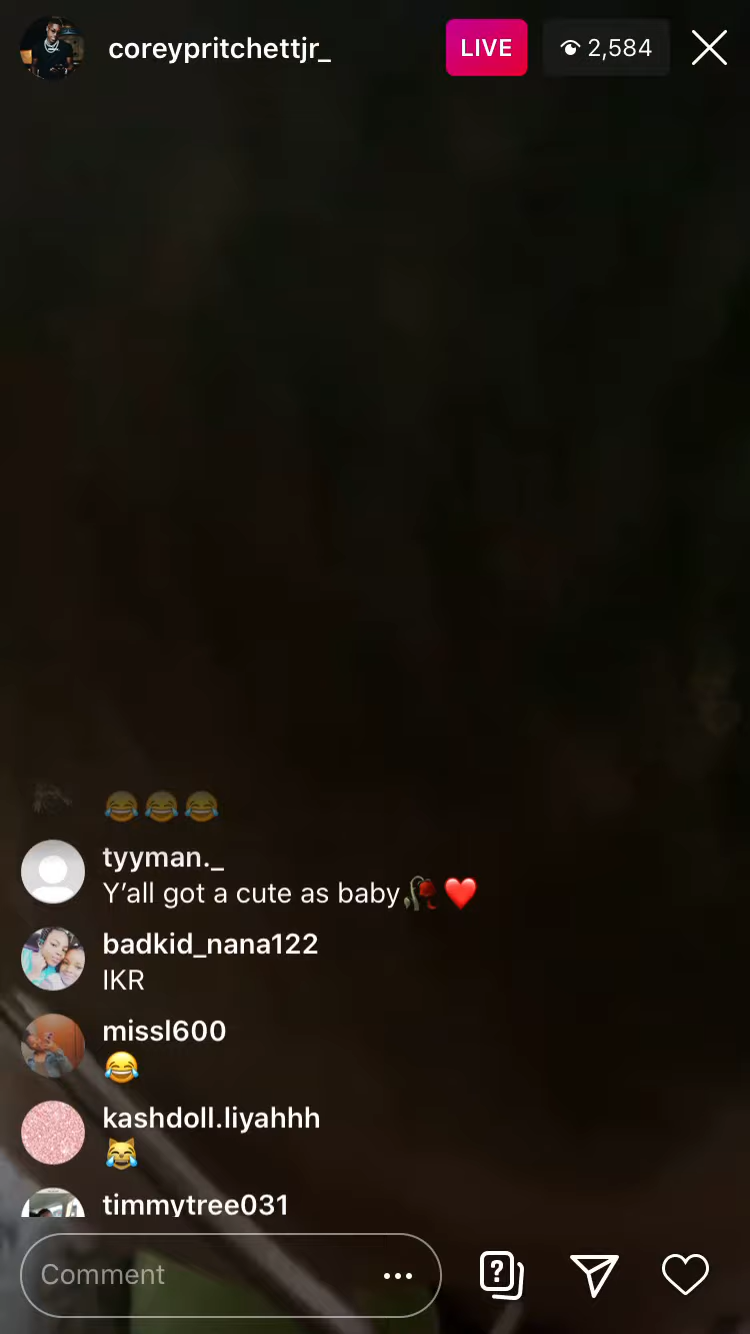 coreypritchettjr_ LIVE 2,584
😂😂😂
tyyman._
Y'all got a cute as baby🥀❤️
badkid_nana122
IKR
missl600
😂
kashdoll.liyahhh
😹
timmytree031
Comment